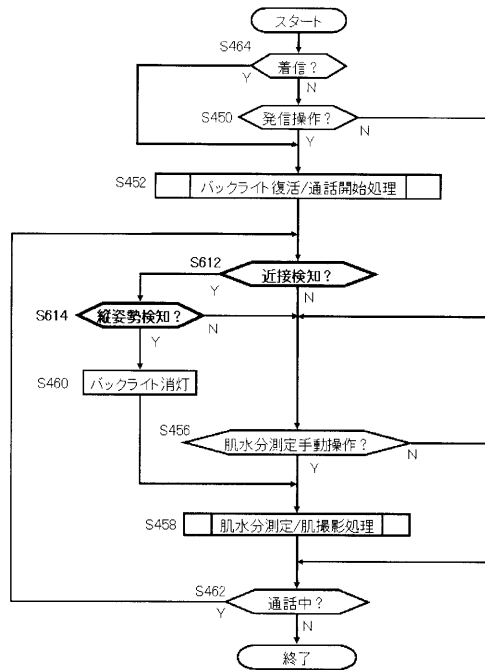 スタート
S464
着信?
Y
N
S450
発信操作?
N
Y
S452
バックライト復活/通話開始処理
S612
近接検知?
Y
N
S614
縦姿勢検知?
N
Y
S460
バックライト消灯
S456
肌水分測定手動操作?
N
Y
S458
肌水分測定/肌撮影処理
S462
通話中?
Y
N
終了